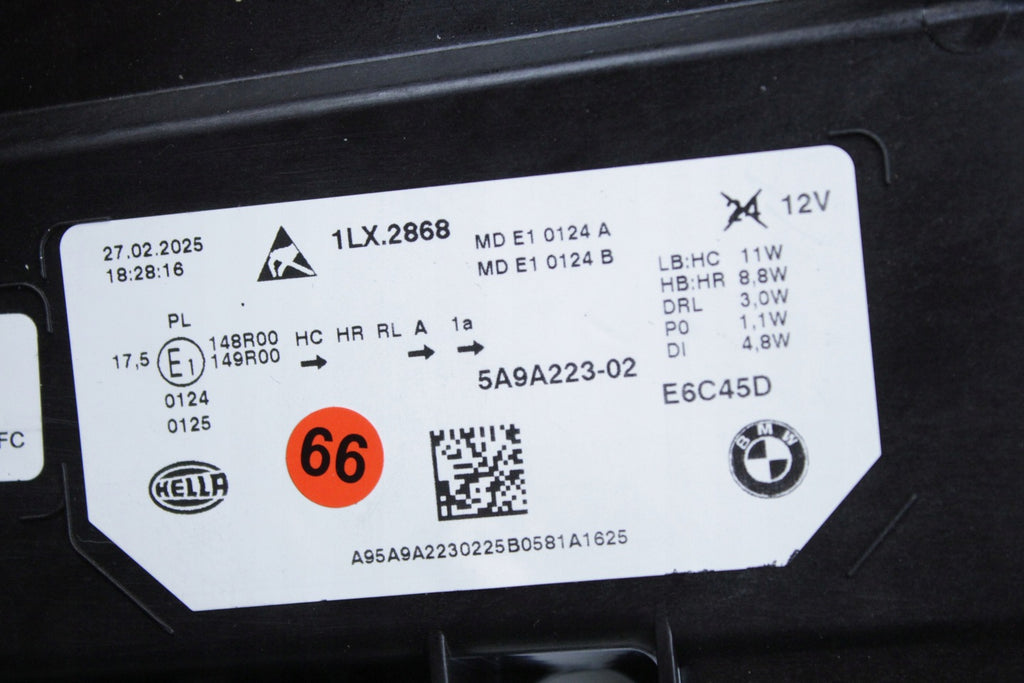 27.02.2025
18:28:16
1LX.2868
MD E1 0124 A
MD E1 0124 B
24 12V
LB:HC 11W
HB:HR 8,8W
DRL 3,0W
PO 1,1W
DI 4,8W
PL
17,5 E1 148R00 HC HR RL A 1a
149R00
0124
0125
5A9A223-02
E6C45D
HELLA
66
BMW
A95A9A2230225B0581A1625
FC